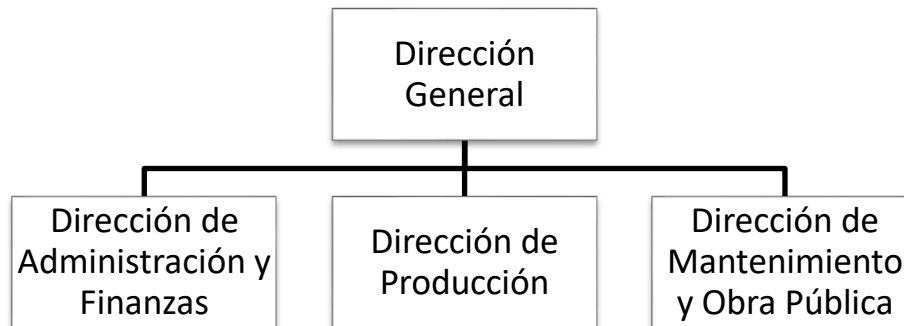 Dirección
General
Dirección de
Administración y
Finanzas
Dirección de
Producción
Dirección de
Mantenimiento
y Obra Pública